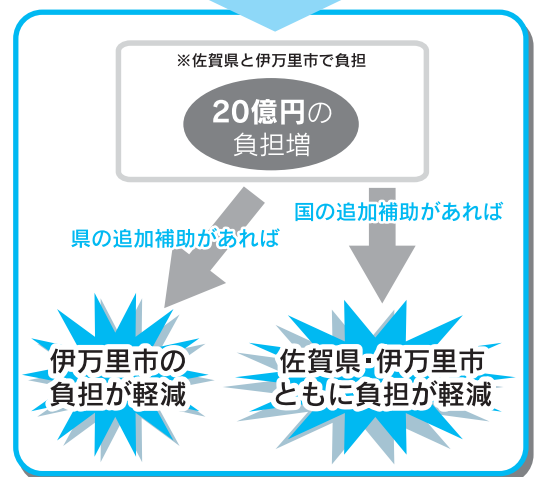 ※佐賀県と伊万里市で負担
20億円の
負担増
国の追加補助があれば
県の追加補助があれば
伊万里市の
負担が軽減
佐賀県・伊万里市
ともに負担が軽減